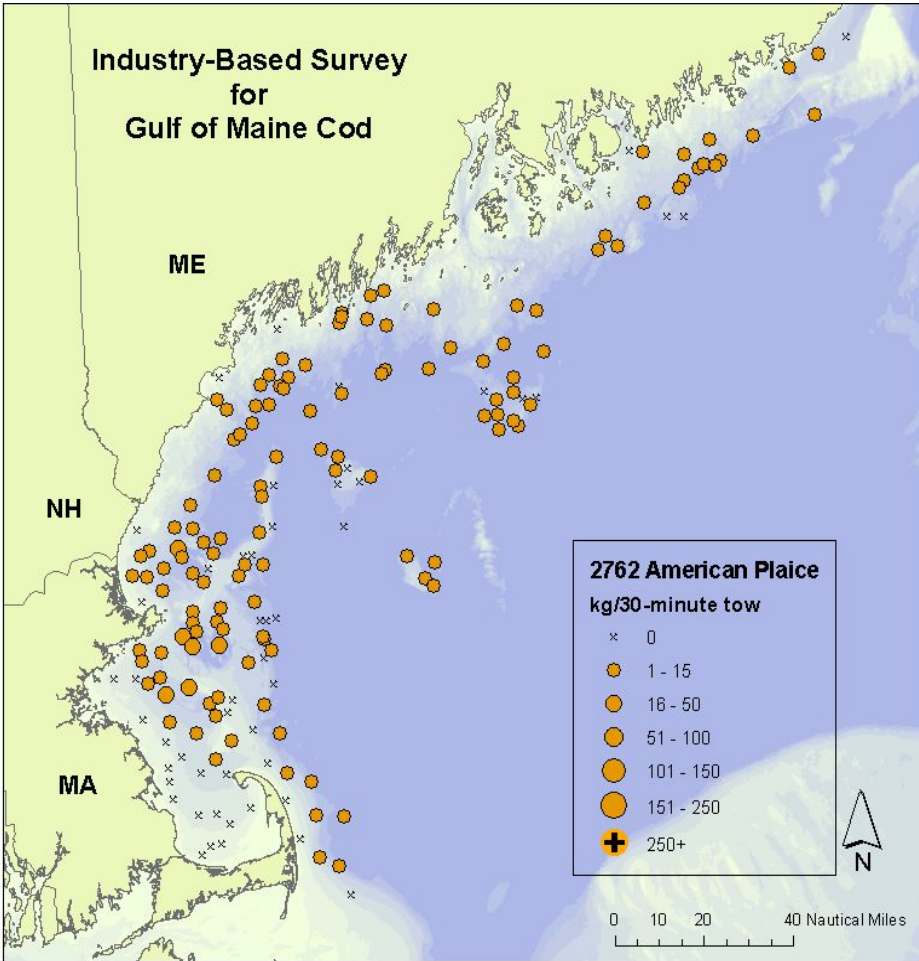 Industry-Based Survey
for
Gulf of Maine Cod
ME
NH
MA
2762 American Plaice
kg/30-minute tow
0
1 - 15
16 - 50
51 - 100
101 - 150
151 - 250
250+
N
0 10 20 40 Nautical Miles